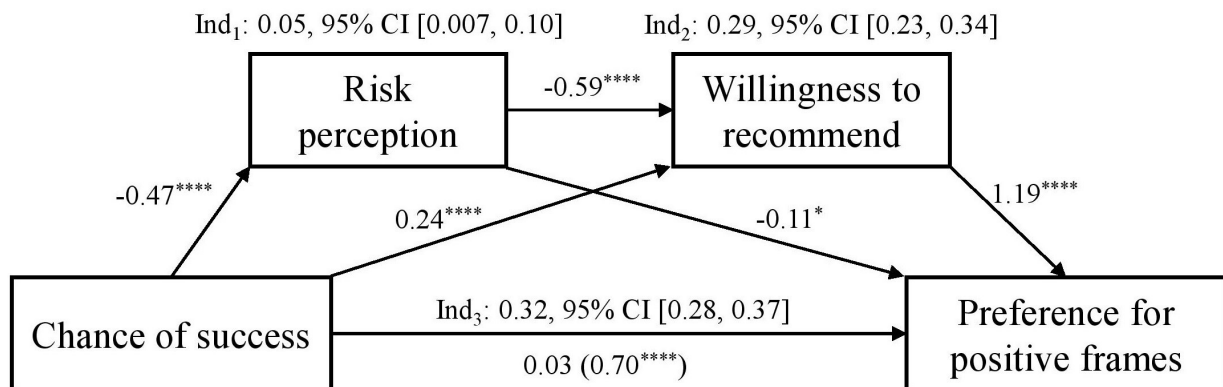 Ind₁: 0.05, 95% CI [0.007, 0.10]
Ind₂: 0.29, 95% CI [0.23, 0.34]
Risk
perception
-0.59****
Willingness to
recommend
-0.47****
0.24****
-0.11*
1.19****
Chance of success
Ind₃: 0.32, 95% CI [0.28, 0.37]
0.03 (0.70****)
Preference for
positive frames